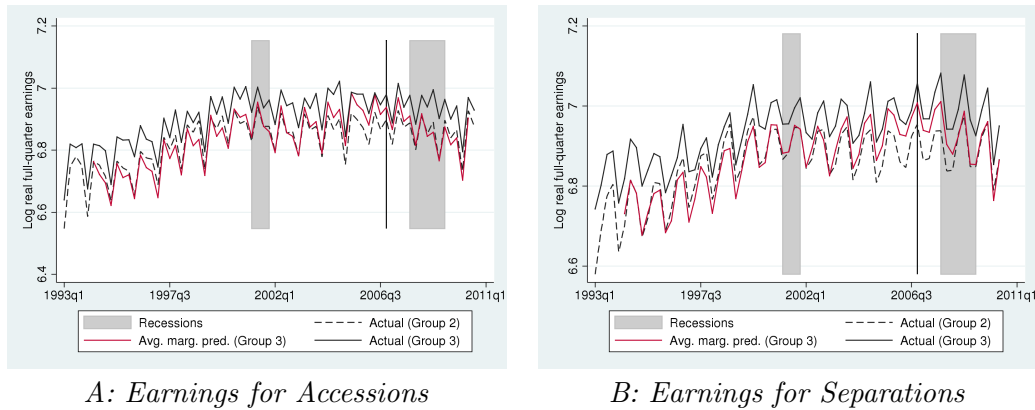 7.2
7
6.8
6.6
6.4
Log real full-quarter earnings
1993q1 1997q3 2002q1 2006q3 2011q1
Recessions Actual (Group 2)
Avg. marg. pred. (Group 3) Actual (Group 3)
A: Earnings for Accessions
7.2
7
6.8
6.6
Log real full-quarter earnings
1993q1 1997q3 2002q1 2006q3 2011q1
Recessions Actual (Group 2)
Avg. marg. pred. (Group 3) Actual (Group 3)
B: Earnings for Separations